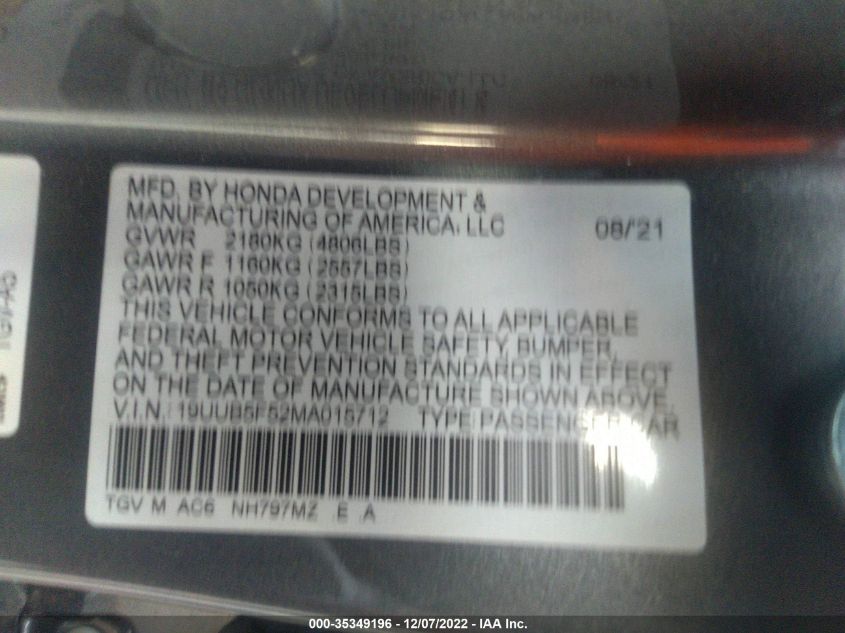 MFD. BY HONDA DEVELOPMENT &
MANUFACTURING OF AMERICA, LLC 08/'21
GVWR 2180KG (4806LBS)
GAWR F 1160KG (2557LBS)
GAWR R 1050KG (2315LBS)
THIS VEHICLE CONFORMS TO ALL APPLICABLE
FEDERAL MOTOR VEHICLE SAFETY, BUMPER,
AND THEFT PREVENTION STANDARDS IN EFFECT
ON THE DATE OF MANUFACTURE SHOWN ABOVE.
V.I.N.: 19UUB5F52MA015712 TYPE:PASSENGER CAR
TGV M AC6 NH797MZ E A
000-35349196 - 12/07/2022 - IAA Inc.